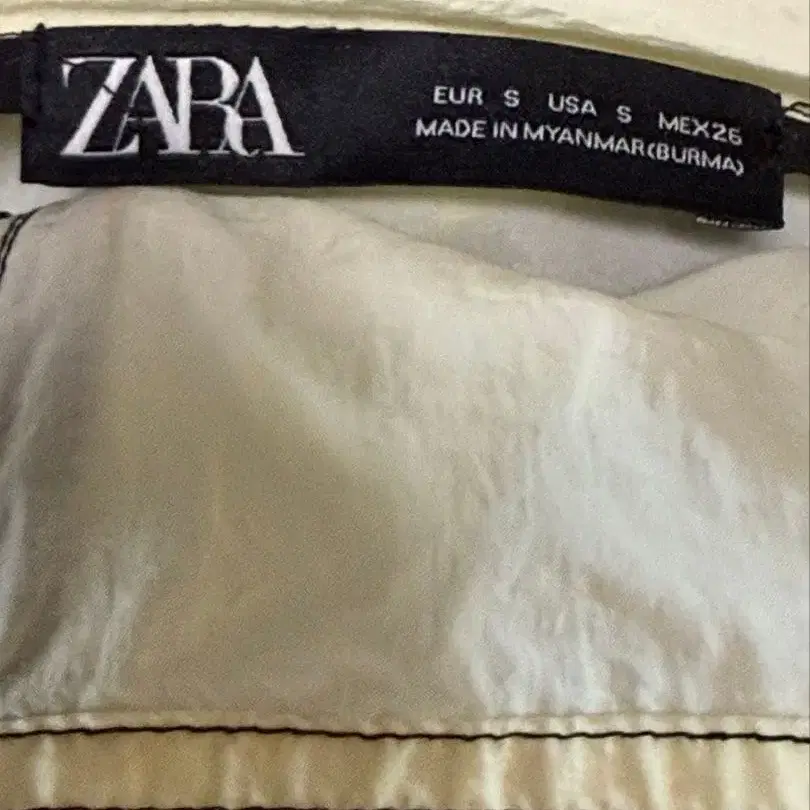 ZARA
EUR S USA S MEX26
MADE IN MYANMAR(BURMA)